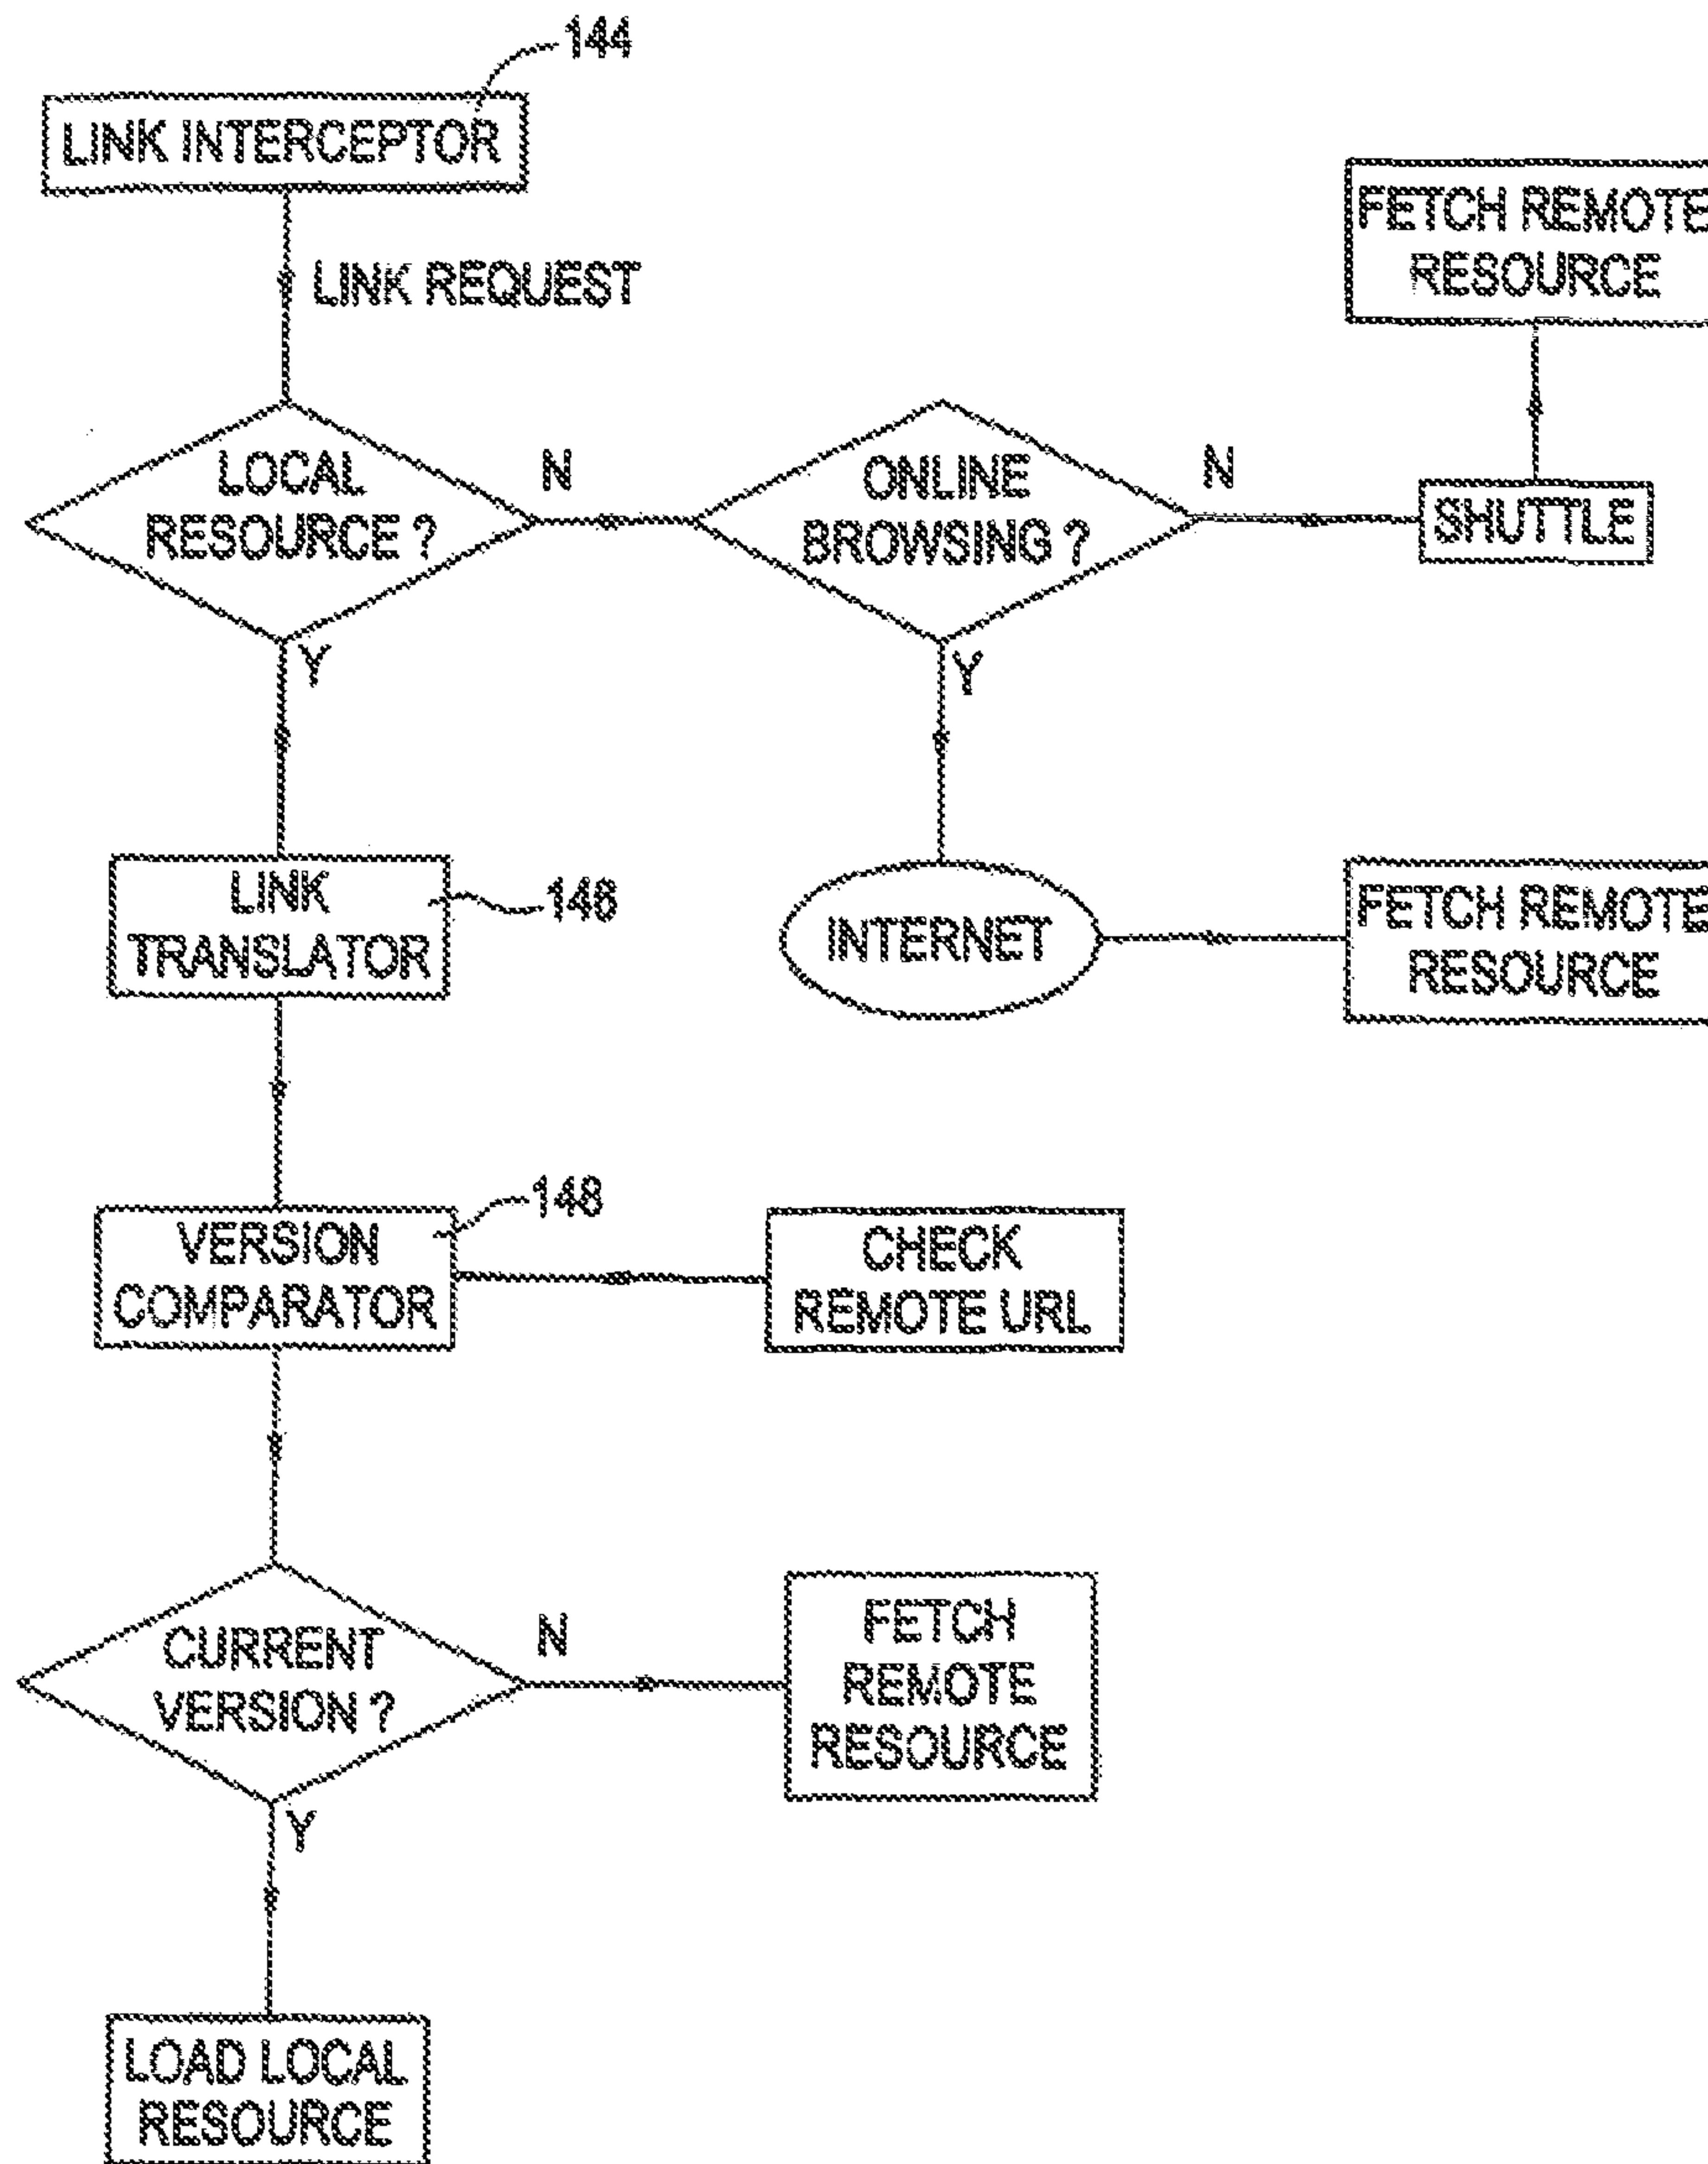 144
LINK INTERCEPTOR
LINK REQUEST
FETCH REMOTE
RESOURCE
LOCAL
RESOURCE ?
N
ONLINE
BROWSING ?
N
SHUTTLE
Y
Y
LINK
TRANSLATOR
146
INTERNET
FETCH REMOTE
RESOURCE
VERSION
COMPARATOR
148
CHECK
REMOTE URL
CURRENT
VERSION ?
N
FETCH
REMOTE
RESOURCE
Y
LOAD LOCAL
RESOURCE